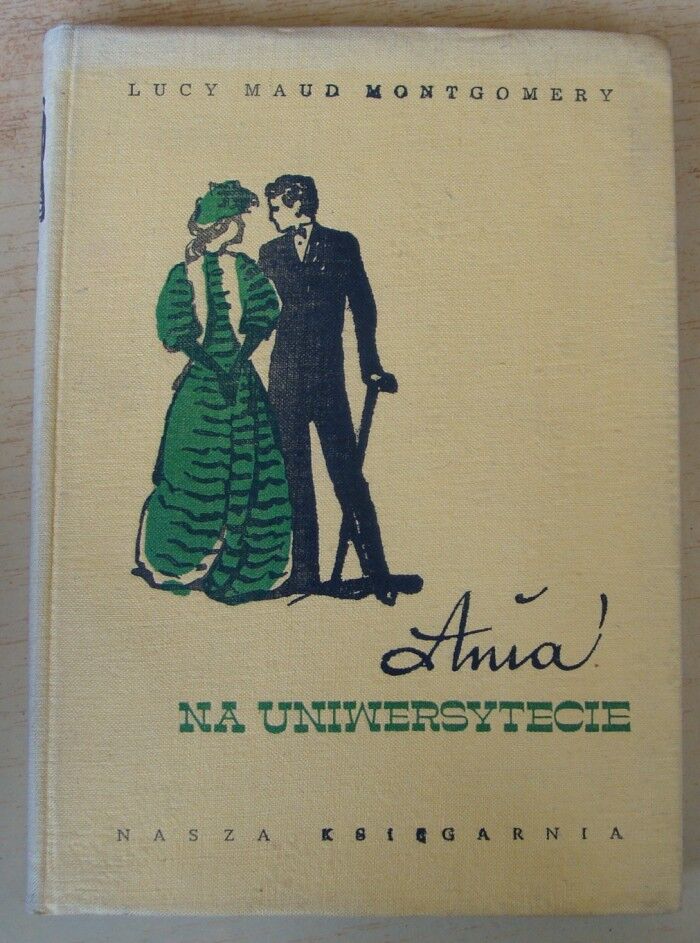 LUCY MAUD MONTGOMERY
Ania
NA UNIWERSYTECIE
NASZA KSIĘGARNIA